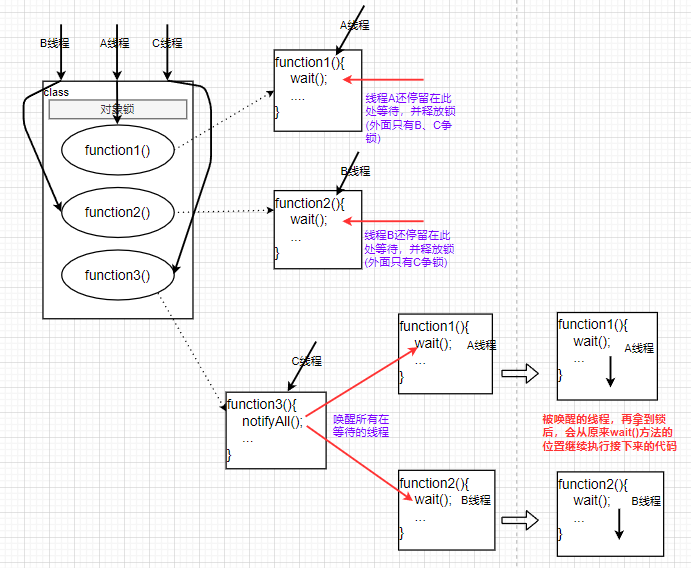 B线程
A线程
C线程
class
对象锁
function1()
function2()
function3()
A线程
function1(){
wait();
....
}
线程A还停留在此
处等待，并释放锁
(外面只有B、C争
锁)
B线程
function2(){
wait();
...
}
线程B还停留在此
处等待，并释放锁
(外面只有C争锁)
C线程
function3(){
notifyAll();
...
}
唤醒所有在
等待的线程
function1(){
wait();
A线程
...
}
function1(){
wait();
A线程
...
}
被唤醒的线程，再拿到锁
后，会从原来wait()方法的
位置继续执行接下来的代码
function2(){
wait();
B线程
...
}
function2(){
wait();
B线程
...
}